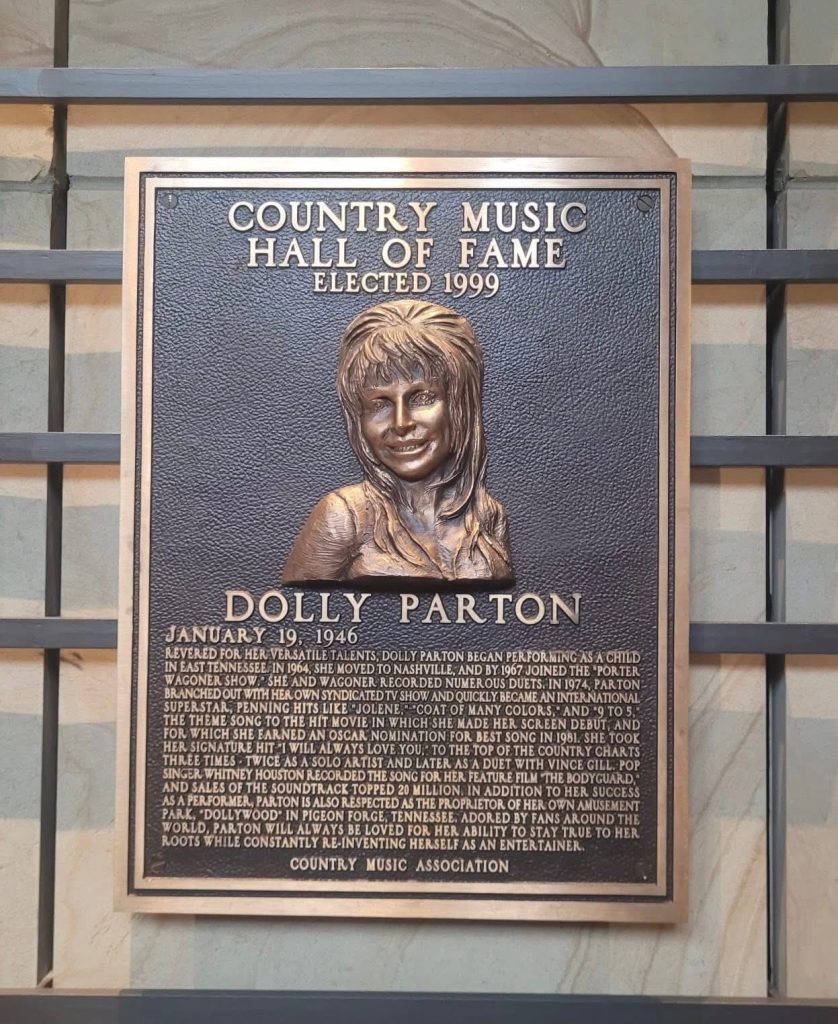 COUNTRY MUSIC
HALL OF FAME
ELECTED 1999
DOLLY PARTON
JANUARY 19, 1946
REVERED FOR HER VERSATILE TALENTS, DOLLY PARTON BEGAN PERFORMING AS A CHILD
IN EAST TENNESSEE. IN 1964, SHE MOVED TO NASHVILLE, AND BY 1967 JOINED THE "PORTER
WAGONER SHOW." SHE AND WAGONER RECORDED NUMEROUS DUETS. IN 1974, PARTON
BRANCHED OUT WITH HER OWN SYNDICATED TV SHOW AND QUICKLY BECAME AN INTERNATIONAL
SUPERSTAR, PENNING HITS LIKE "JOLENE," "COAT OF MANY COLORS," AND "9 TO 5,"
THE THEME SONG TO THE HIT MOVIE IN WHICH SHE MADE HER SCREEN DEBUT, AND
FOR WHICH SHE EARNED AN OSCAR NOMINATION FOR BEST SONG IN 1981. SHE TOOK
HER SIGNATURE HIT "I WILL ALWAYS LOVE YOU," TO THE TOP OF THE COUNTRY CHARTS
THREE TIMES - TWICE AS A SOLO ARTIST AND LATER AS A DUET WITH VINCE GILL. POP
SINGER WHITNEY HOUSTON RECORDED THE SONG FOR HER FEATURE FILM "THE BODYGUARD,"
AND SALES OF THE SOUNDTRACK TOPPED 20 MILLION. IN ADDITION TO HER SUCCESS
AS A PERFORMER, PARTON IS ALSO RESPECTED AS THE PROPRIETOR OF HER OWN AMUSEMENT
PARK, "DOLLYWOOD" IN PIGEON FORGE, TENNESSEE. ADORED BY FANS AROUND THE
WORLD, PARTON WILL ALWAYS BE LOVED FOR HER ABILITY TO STAY TRUE TO HER
ROOTS WHILE CONSTANTLY RE-INVENTING HERSELF AS AN ENTERTAINER.
COUNTRY MUSIC ASSOCIATION